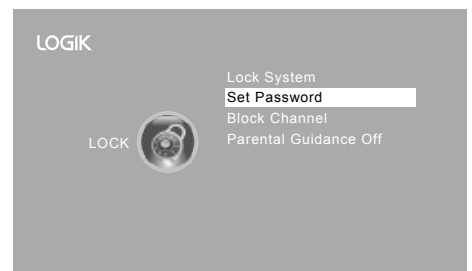 LOGIK
Lock System
Set Password
Block Channel
LOCK
Parental Guidance Off